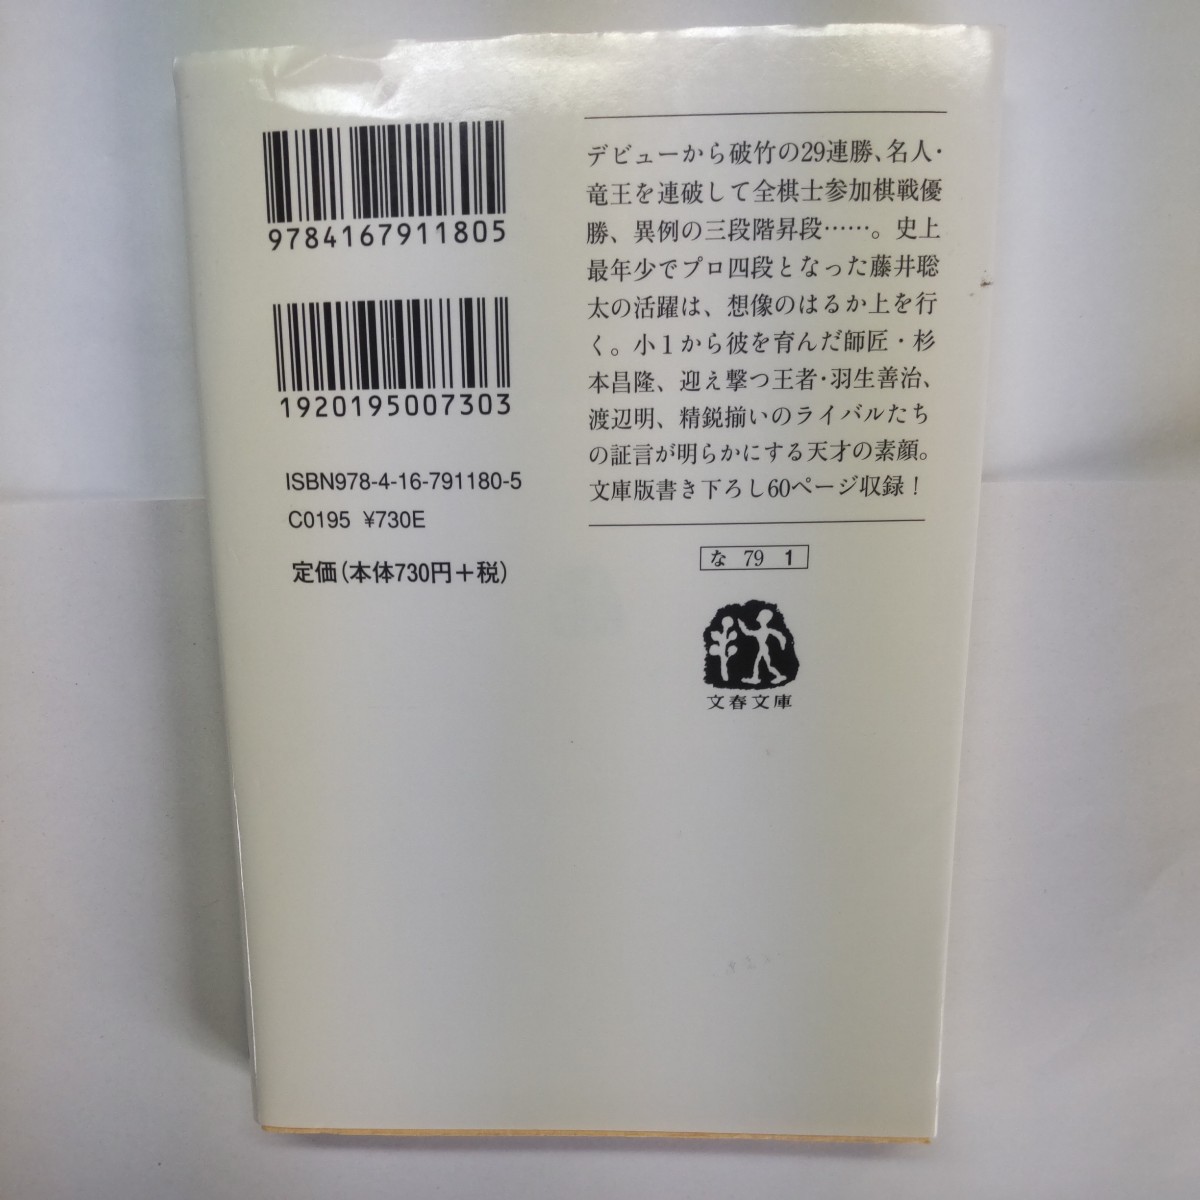 9784167911805
1920195007303
ISBN978-4-16-791180-5
C0195 ¥730E
定価(本体730円+税)
デビューから破竹の29連勝、名人・
竜王を連破して全棋士参加棋戦優
勝、異例の三段階昇段……。史上
最年少でプロ四段となった藤井聡
太の活躍は、想像のはるか上を行
く。小1から彼を育んだ師匠・杉
本昌隆、迎え撃つ王者・羽生善治、
渡辺明、精鋭揃いのライバルたち
の証言が明らかにする天才の素顔。
文庫版書き下ろし60ページ収録!
な 79 1
文春文庫